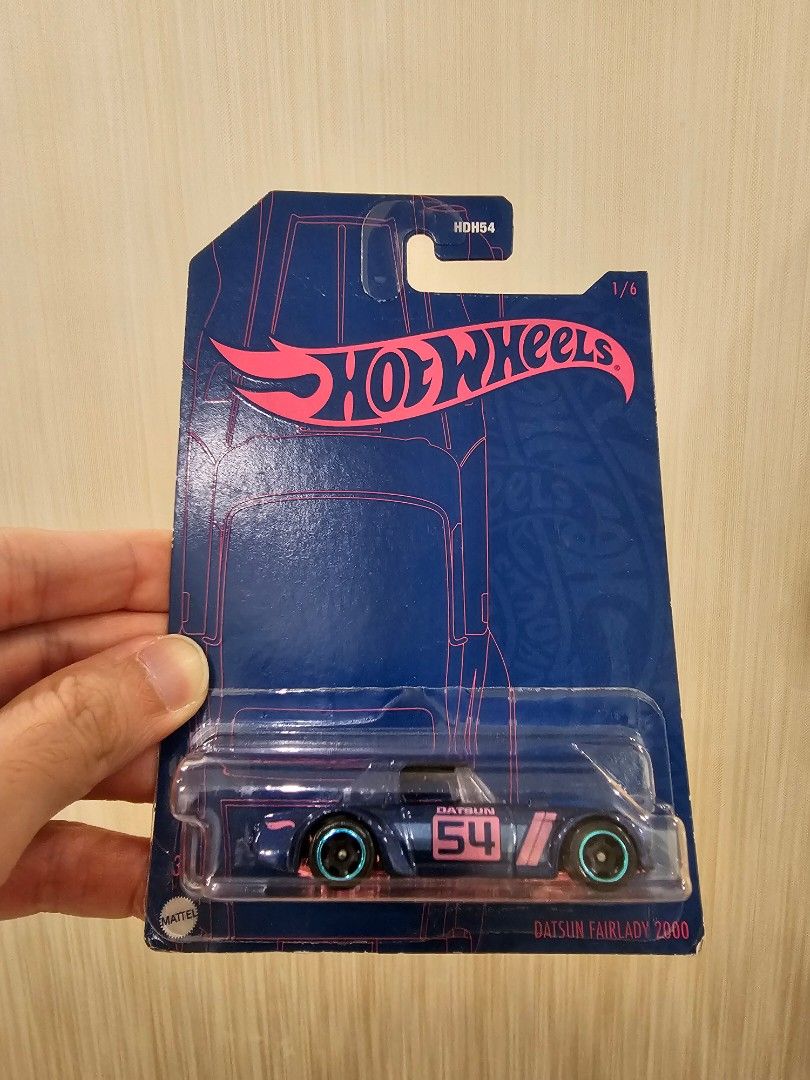 HDH54
1/6
HOT WHEELS®
DATSUN
54
MATTEL
DATSUN FAIRLADY 2000